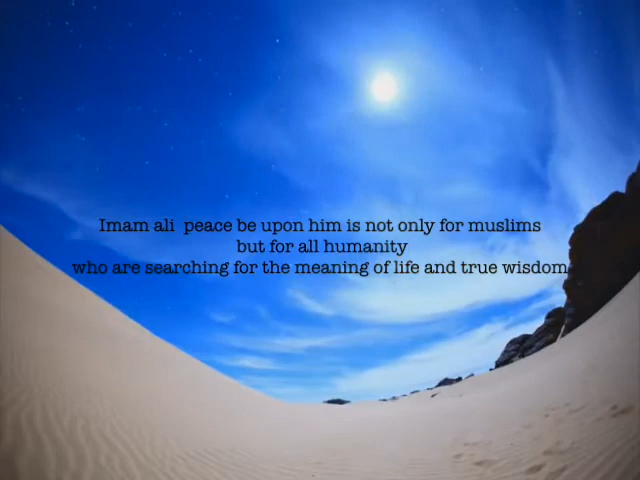 Imam ali  peace be upon him is not only for muslims
but for all humanity
who are searching for the meaning of life and true wisdom